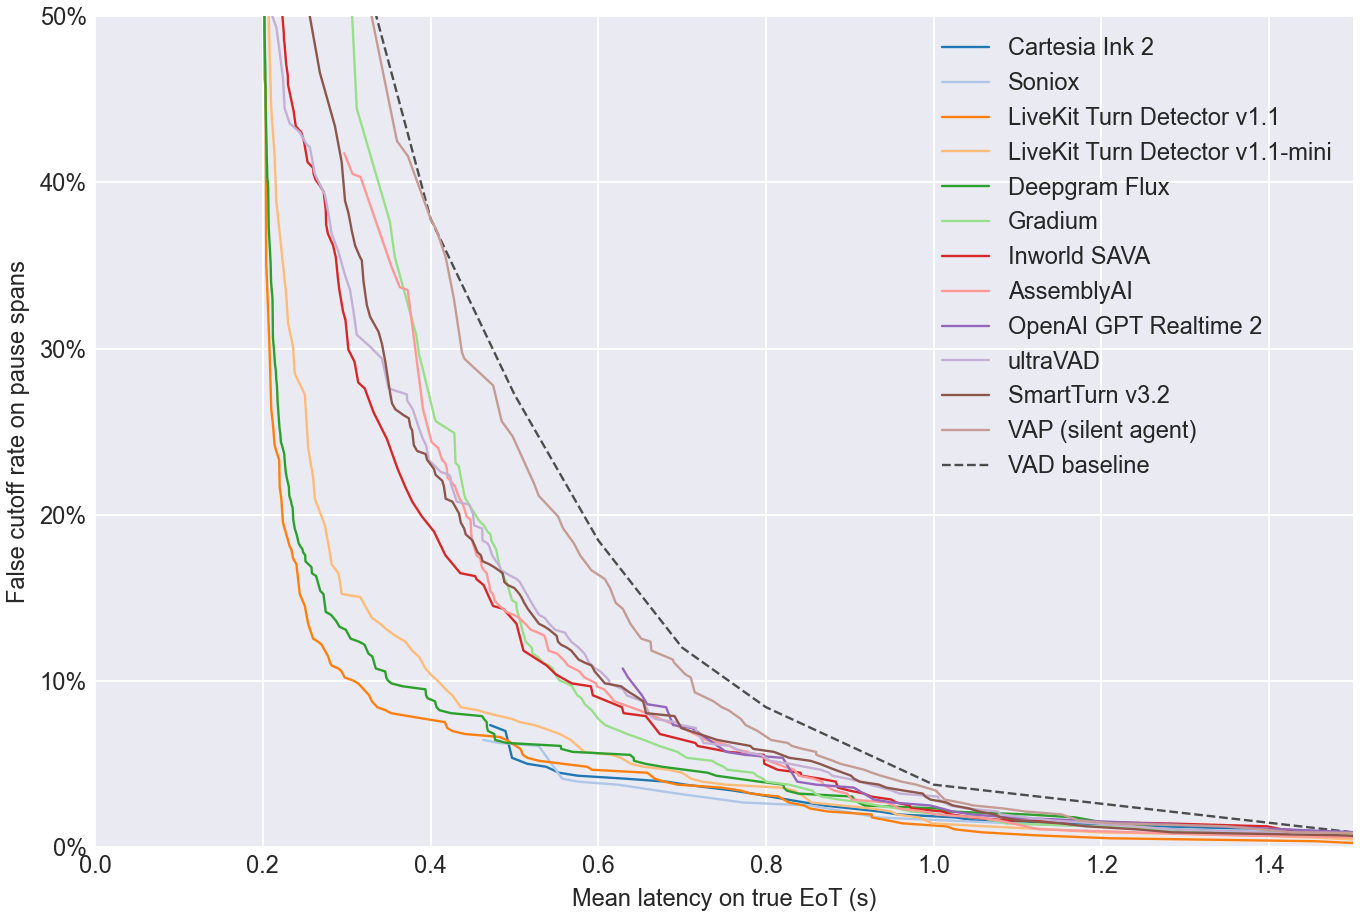 50%
40%
30%
20%
10%
0%
False cutoff rate on pause spans
Cartesia Ink 2
Soniox
LiveKit Turn Detector v1.1
LiveKit Turn Detector v1.1-mini
Deepgram Flux
Gradium
Inworld SAVA
AssemblyAI
OpenAI GPT Realtime 2
ultraVAD
SmartTurn v3.2
VAP (silent agent)
VAD baseline
0.0 0.2 0.4 0.6 0.8 1.0 1.2 1.4
Mean latency on true EoT (s)